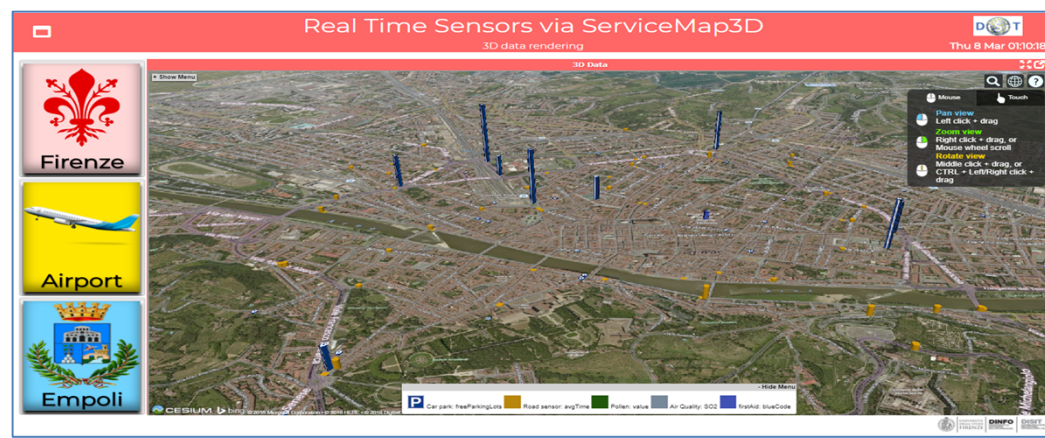 Real Time Sensors via ServiceMap3D
3D data rendering
Thu 8 Mar 01:10:18
3D Data
+ Show Menu
Firenze
Airport
Empoli
Mouse
Touch
Pan view
Left click + drag
Zoom view
Right click + drag, or
Mouse wheel scroll
Rotate view
Middle click + drag, or
CTRL + Left/Right click +
drag
- Hide Menu
P Car park: freeParkingLots Road sensor: avgTime Pollen: value Air Quality: SO2 firstAid: blueCode
CESIUM bing
FIRENZE
DINFO
DISIT